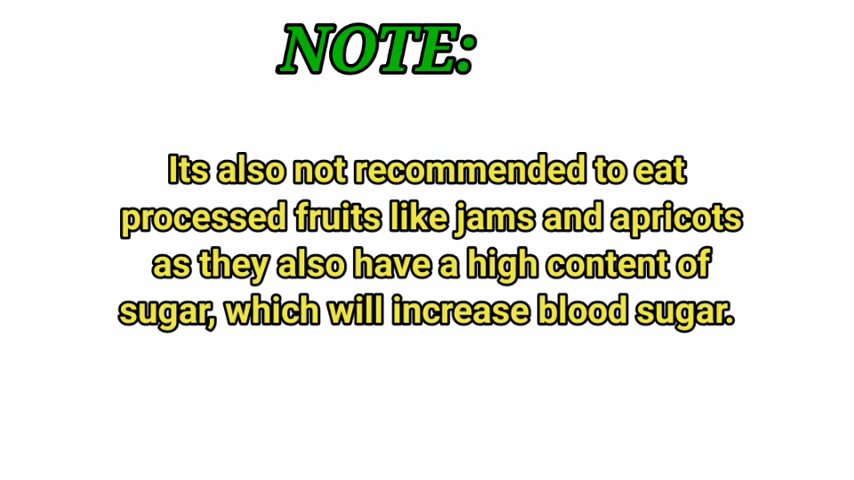 NOTE:
Its also not recommended to eat
processed fruits like jams and apricots
as they also have a high content of
sugar, which will increase blood sugar.